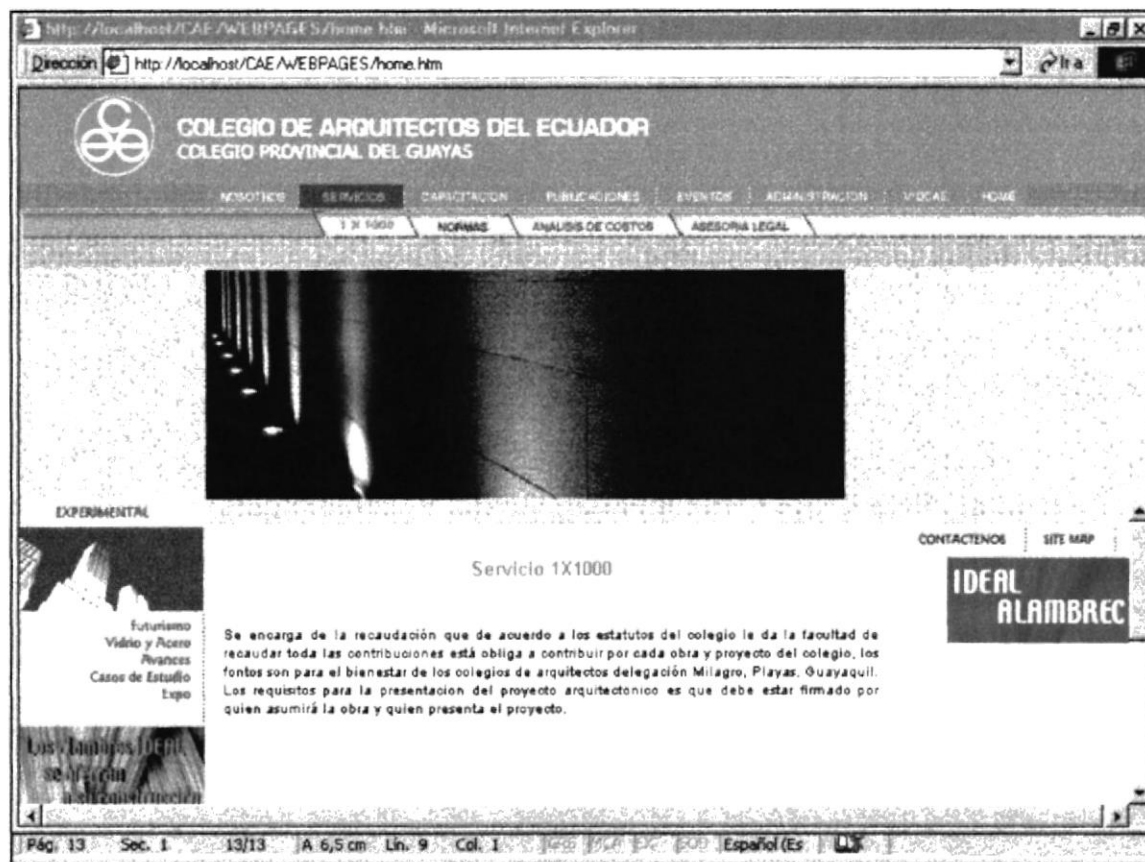 http://localhost/CAE/WEBPAGES/home.htm - Microsoft Internet Explorer
Dirección http://localhost/CAE/WEBPAGES/home.htm Ir a
COLEGIO DE ARQUITECTOS DEL ECUADOR
COLEGIO PROVINCIAL DEL GUAYAS
NOSOTROS SERVICIOS CAPACITACION PUBLICACIONES EVENTOS ADMINISTRACION VIDCAE HOME
1 X 1000 NORMAS ANALISIS DE COSTOS ASESORIA LEGAL
EXPERIMENTAL
CONTACTENOS SITE MAP
IDEAL
ALAMBREC
Servicio 1X1000
futurismo
Vidrio y Acero
Avances
Casos de Estudio
Expo
Se encarga de la recaudación que de acuerdo a los estatutos del colegio le da la facultad de
recaudar toda las contribuciones está obliga a contribuir por cada obra y proyecto del colegio, los
fontos son para el bienestar de los colegios de arquitectos delegación Milagro, Playas, Guayaquil.
Los requisitos para la presentacion del proyecto arquitectonico es que debe estar firmado por
quien asumirá la obra y quien presenta el proyecto.
IDEAL
Pág. 13 Sec. 1 13/13 A 6,5 cm Lín. 9 Col. 1 Español (Es